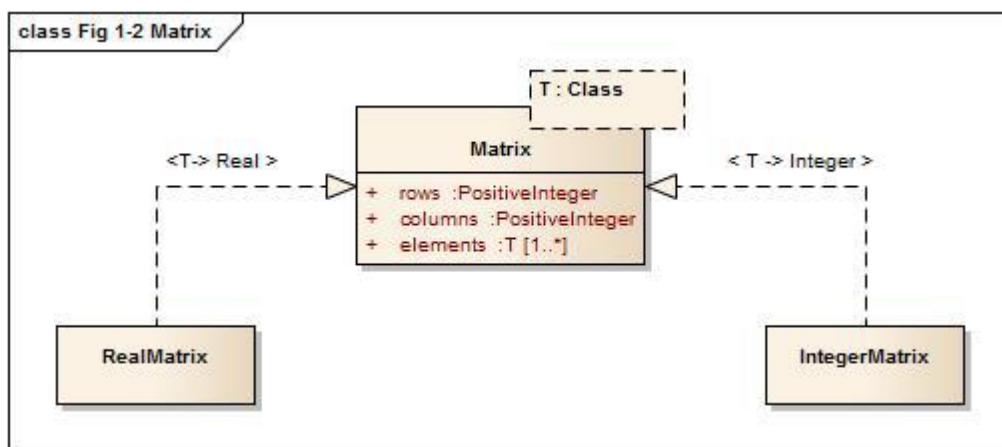 class Fig 1-2 Matrix
T : Class
Matrix
<T-> Real >
< T -> Integer >
+ rows :PositiveInteger
+ columns :PositiveInteger
+ elements :T [1..*]
RealMatrix
IntegerMatrix